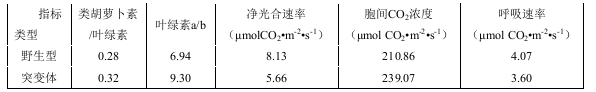 指标 类胡萝卜素 叶绿素a/b 净光合速率 胞间CO2浓度 呼吸速率
类型 /叶绿素 (μmolCO2•m-2•s-1) (μmol CO2•m-2•s-1) (μmol CO2•m-2•s-1)
野生型 0.28 6.94 8.13 210.86 4.07
突变体 0.32 9.30 5.66 239.07 3.60